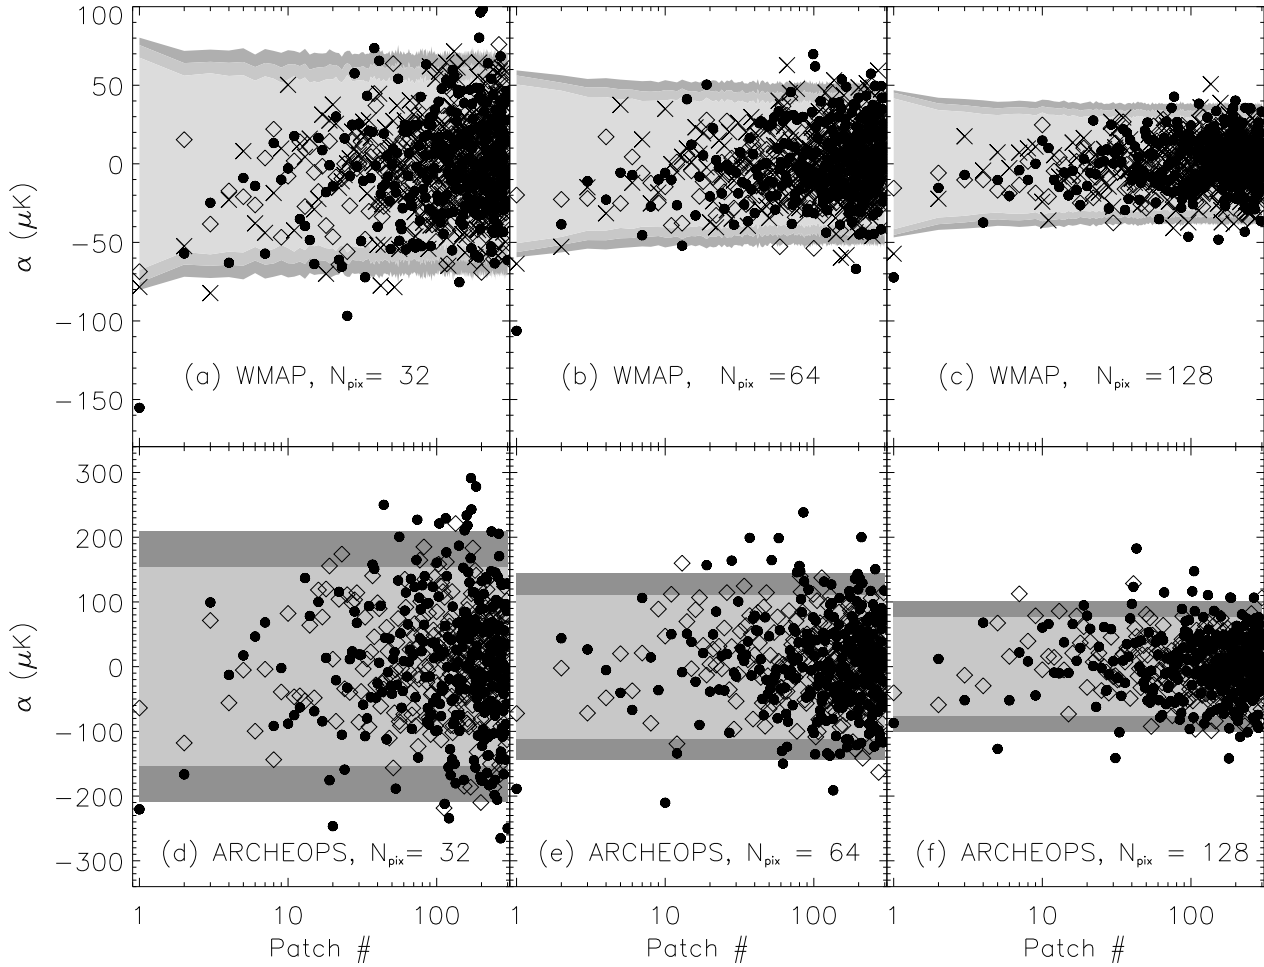 100
50
0
−50
−100
−150
α (μK)
(a) WMAP, Npix= 32
(b) WMAP, Npix =64
(c) WMAP, Npix =128
300
200
100
0
−100
−200
−300
α (μK)
(d) ARCHEOPS, Npix= 32
(e) ARCHEOPS, Npix = 64
(f) ARCHEOPS, Npix = 128
1 10 100 1 10 100 1 10 100
Patch # Patch # Patch #